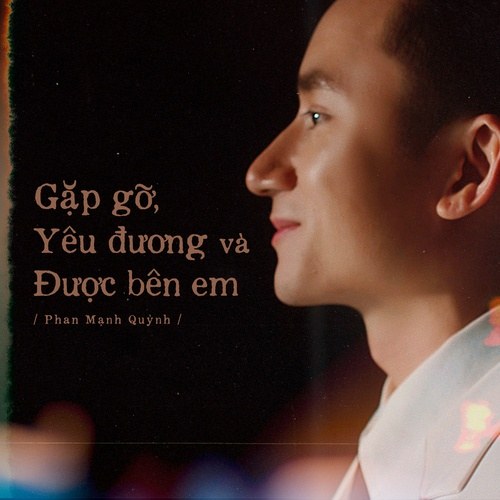 Gặp gỡ,
Yêu đương và
Được bên em
/ Phan Mạnh Quỳnh /